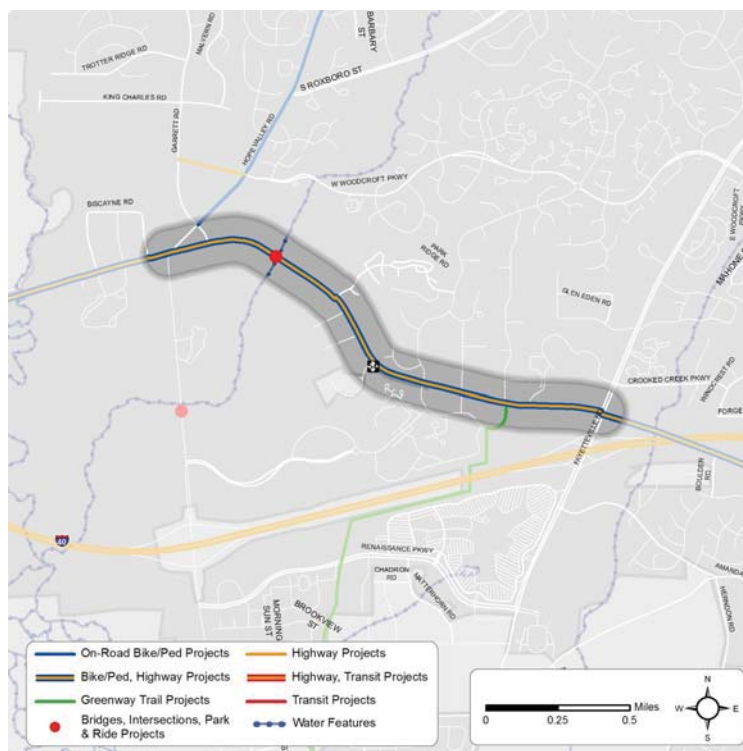 BARBARY
ST
MALVERN RD
TROTTER RIDGE RD
S ROXBORO ST
KING CHARLES RD
GARRETT RD
HOPE VALLEY RD
W WOODCROFT PKWY
E WOODCROFT
BISCAYNE RD
PARK
RIDGE RD
GLEN EDEN RD
CROOKED CREEK PKWY
WINDCREST RD
FORGE
FAYETTEVILLE
BOULDER
RD
40
RENAISSANCE PKWY
CHADRON
RD
AMANDA
HERNDON RD
BROOKVIEW
ST
MORNING
SUN ST
On-Road Bike/Ped Projects
Highway Projects
Bike/Ped, Highway Projects
Highway, Transit Projects
Greenway Trail Projects
Transit Projects
Bridges, Intersections, Park
& Ride Projects
Water Features
Miles
0
0.25
0.5
N
W
E
S